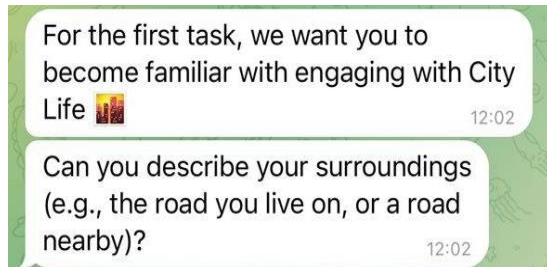 For the first task, we want you to
become familiar with engaging with City
Life 🌇
12:02
Can you describe your surroundings
(e.g., the road you live on, or a road
nearby)?
12:02